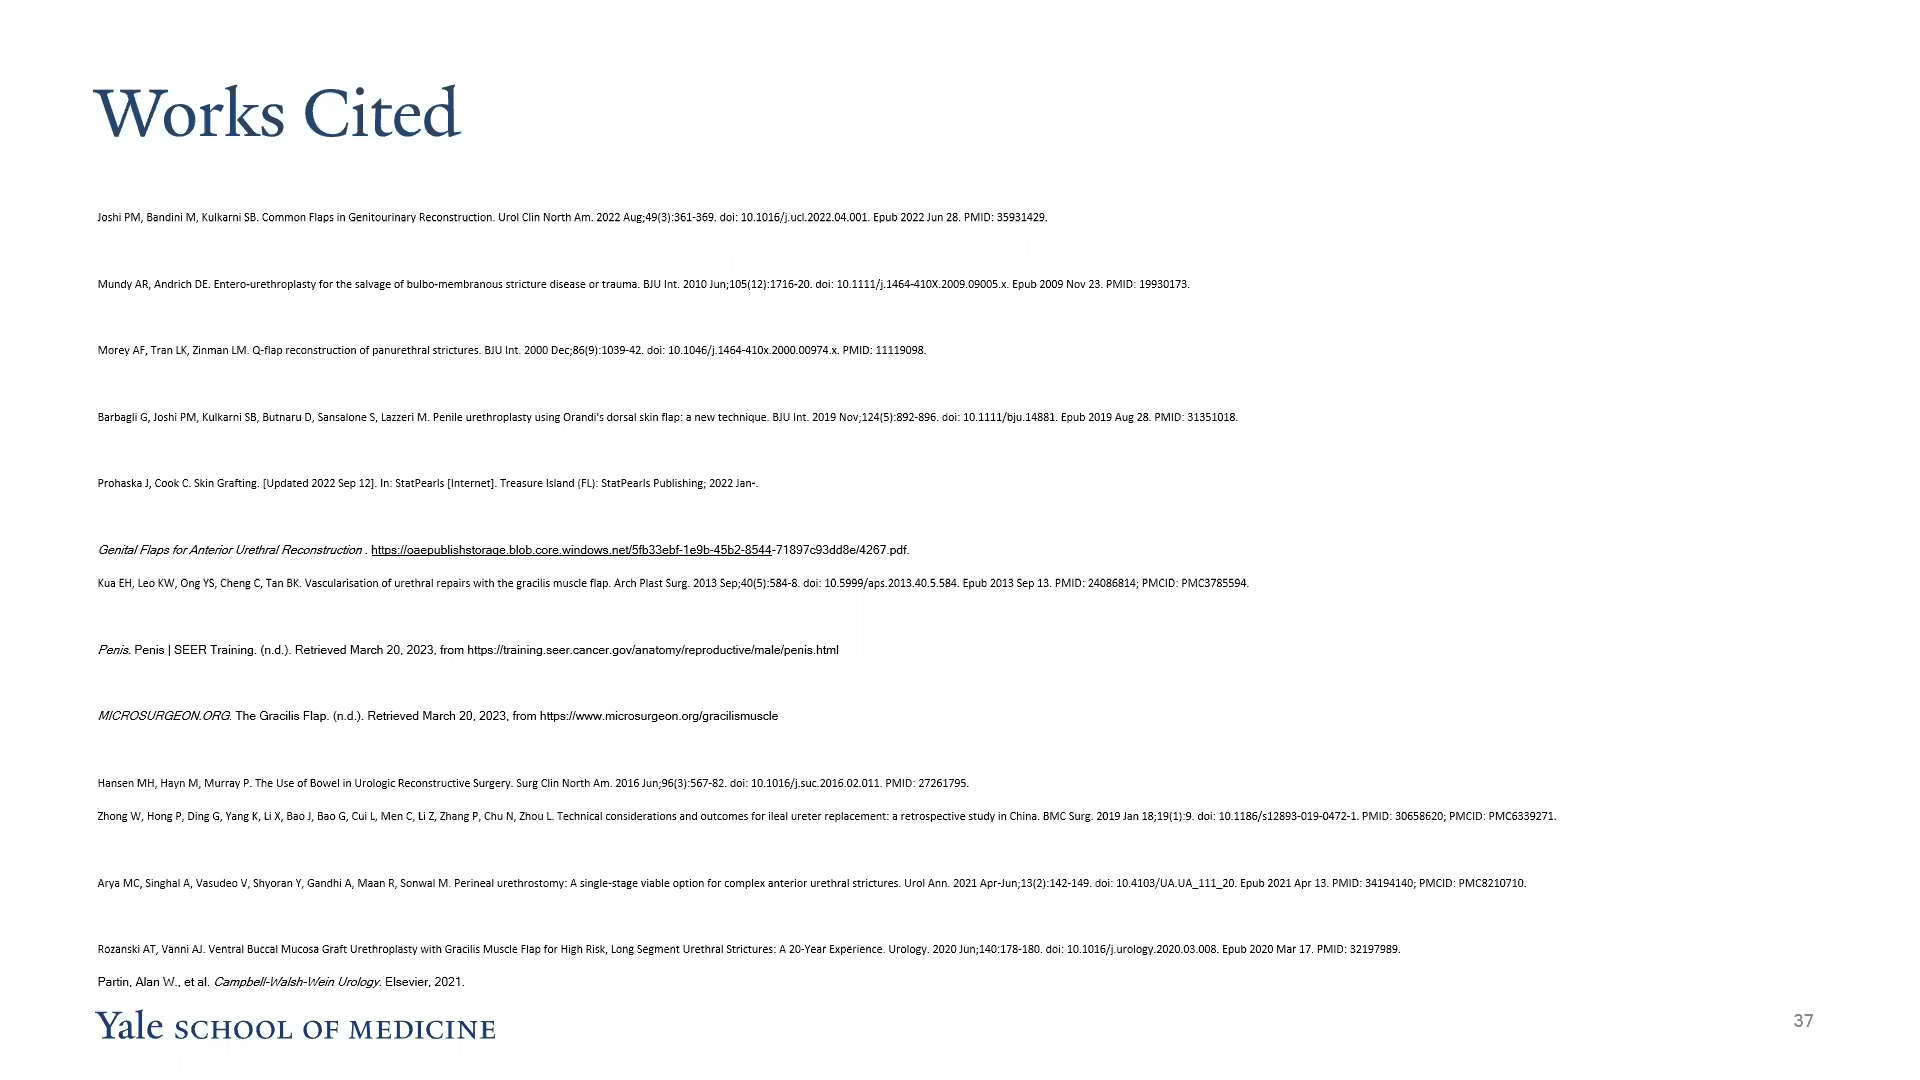 Works Cited
Joshi PM, Bandini M, Kulkarni SB. Common Flaps in Genitourinary Reconstruction. Urol Clin North Am. 2022 Aug;49(3):361-369. doi: 10.1016/j.ucl.2022.04.001. Epub 2022 Jun 28. PMID: 35931429.
Mundy AR, Andrich DE. Entero-urethroplasty for the salvage of bulbo-membranous stricture disease or trauma. BJU Int. 2010 Jun;105(12):1716-20. doi: 10.1111/j.1464-410X.2009.09005.x. Epub 2009 Nov 23. PMID: 19930173.
Morey AF, Tran LK, Zinman LM. Q-flap reconstruction of panurethral strictures. BJU Int. 2000 Dec;86(9):1039-42. doi: 10.1046/j.1464-410x.2000.00974.x. PMID: 11119098.
Barbagli G, Joshi PM, Kulkarni SB, Butnaru D, Sansalone S, Lazzeri M. Penile urethroplasty using Orandi's dorsal skin flap: a new technique. BJU Int. 2019 Nov;124(5):892-896. doi: 10.1111/bju.14881. Epub 2019 Aug 28. PMID: 31351018.
Prohaska J, Cook C. Skin Grafting. [Updated 2022 Sep 12]. In: StatPearls [Internet]. Treasure Island (FL): StatPearls Publishing; 2022 Jan-.
Genital Flaps for Anterior Urethral Reconstruction . https://oaepublishstorage.blob.core.windows.net/5fb33ebf-1e9b-45b2-8544-71897c93dd8e/4267.pdf.
Kua EH, Leo KW, Ong YS, Cheng C, Tan BK. Vascularisation of urethral repairs with the gracilis muscle flap. Arch Plast Surg. 2013 Sep;40(5):584-8. doi: 10.5999/aps.2013.40.5.584. Epub 2013 Sep 13. PMID: 24086814; PMCID: PMC3785594.
Penis. Penis | SEER Training. (n.d.). Retrieved March 20, 2023, from https://training.seer.cancer.gov/anatomy/reproductive/male/penis.html
MICROSURGEON.ORG. The Gracilis Flap. (n.d.). Retrieved March 20, 2023, from https://www.microsurgeon.org/gracilismuscle
Hansen MH, Hayn M, Murray P. The Use of Bowel in Urologic Reconstructive Surgery. Surg Clin North Am. 2016 Jun;96(3):567-82. doi: 10.1016/j.suc.2016.02.011. PMID: 27261795.
Zhong W, Hong P, Ding G, Yang K, Li X, Bao J, Bao G, Cui L, Men C, Li Z, Zhang P, Chu N, Zhou L. Technical considerations and outcomes for ileal ureter replacement: a retrospective study in China. BMC Surg. 2019 Jan 18;19(1):9. doi: 10.1186/s12893-019-0472-1. PMID: 30658620; PMCID: PMC6339271.
Arya MC, Singhal A, Vasudeo V, Shyoran Y, Gandhi A, Maan R, Sonwal M. Perineal urethrostomy: A single-stage viable option for complex anterior urethral strictures. Urol Ann. 2021 Apr-Jun;13(2):142-149. doi: 10.4103/UA.UA_111_20. Epub 2021 Apr 13. PMID: 34194140; PMCID: PMC8210710.
Rozanski AT, Vanni AJ. Ventral Buccal Mucosa Graft Urethroplasty with Gracilis Muscle Flap for High Risk, Long Segment Urethral Strictures: A 20-Year Experience. Urology. 2020 Jun;140:178-180. doi: 10.1016/j.urology.2020.03.008. Epub 2020 Mar 17. PMID: 32197989.
Partin, Alan W., et al. Campbell-Walsh-Wein Urology. Elsevier, 2021.
Yale SCHOOL OF MEDICINE
37